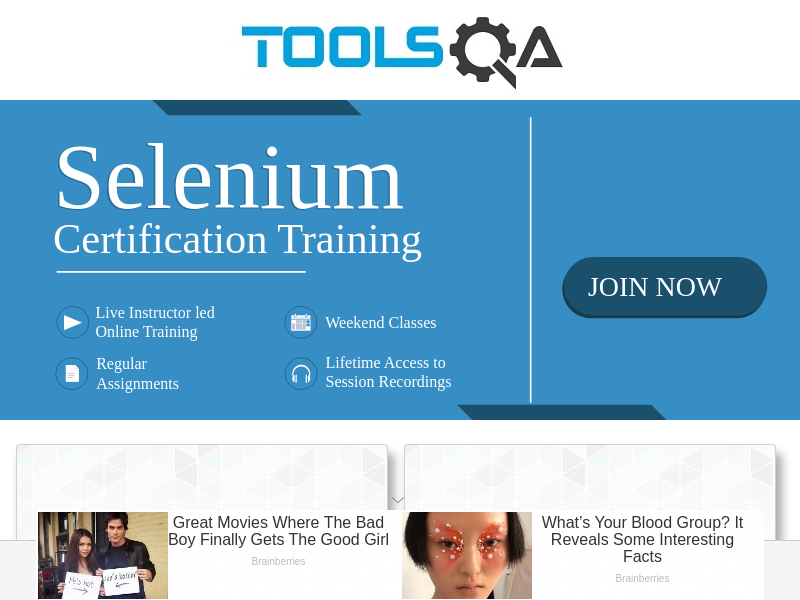 TOOLSQA
Selenium
Certification Training
Live Instructor led
Online Training
Weekend Classes
Regular
Assignments
Lifetime Access to
Session Recordings
JOIN NOW
Great Movies Where The Bad
Boy Finally Gets The Good Girl
Brainberries
He's hot
What's Your Blood Group? It
Reveals Some Interesting
Facts
Brainberries